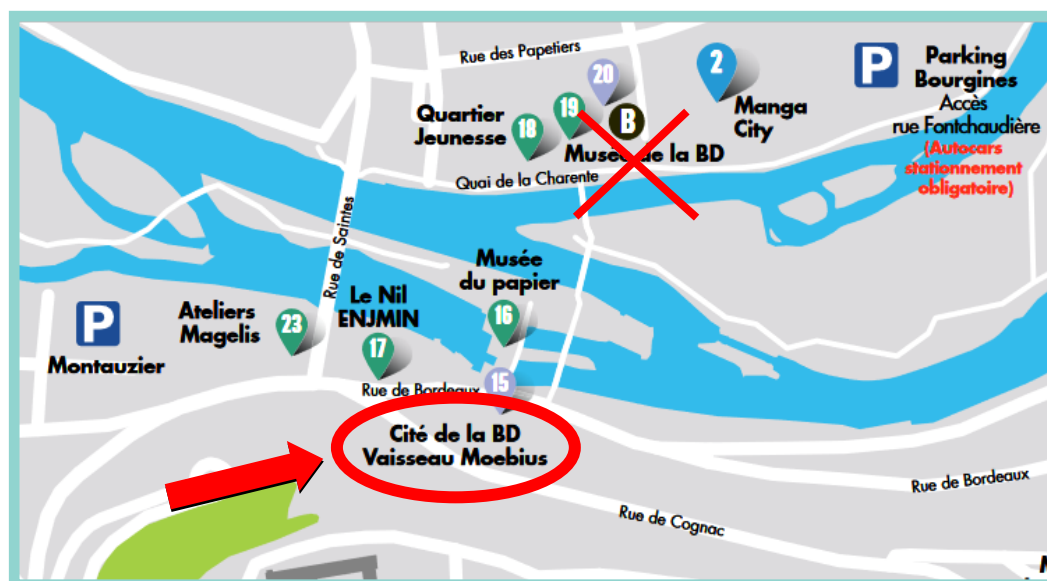 Rue des Papetiers
20
2
Manga
City
P
Parking
Bourgines
Accès
rue Fontchaudière
(Autocars
stationnement
obligatoire)
Quartier
Jeunesse
18
19
B
Musée de la BD
Quai de la Charente
Rue de Saintes
Musée
du papier
16
P
Montauzier
Ateliers
Magelis
23
Le Nil
ENJMIN
17
Rue de Bordeaux
15
Cité de la BD
Vaisseau Moebius
Rue de Bordeaux
Rue de Cognac